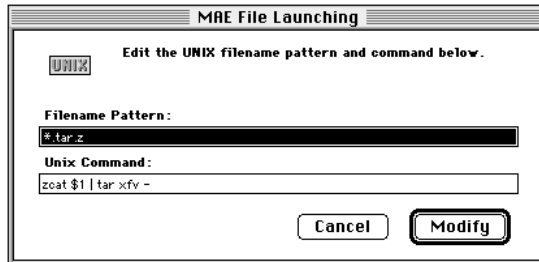 MAE File Launching
UNIX
Edit the UNIX filename pattern and command below.
Filename Pattern:
*.tar.z
Unix Command:
zcat $1 | tar xfv -
Cancel
Modify